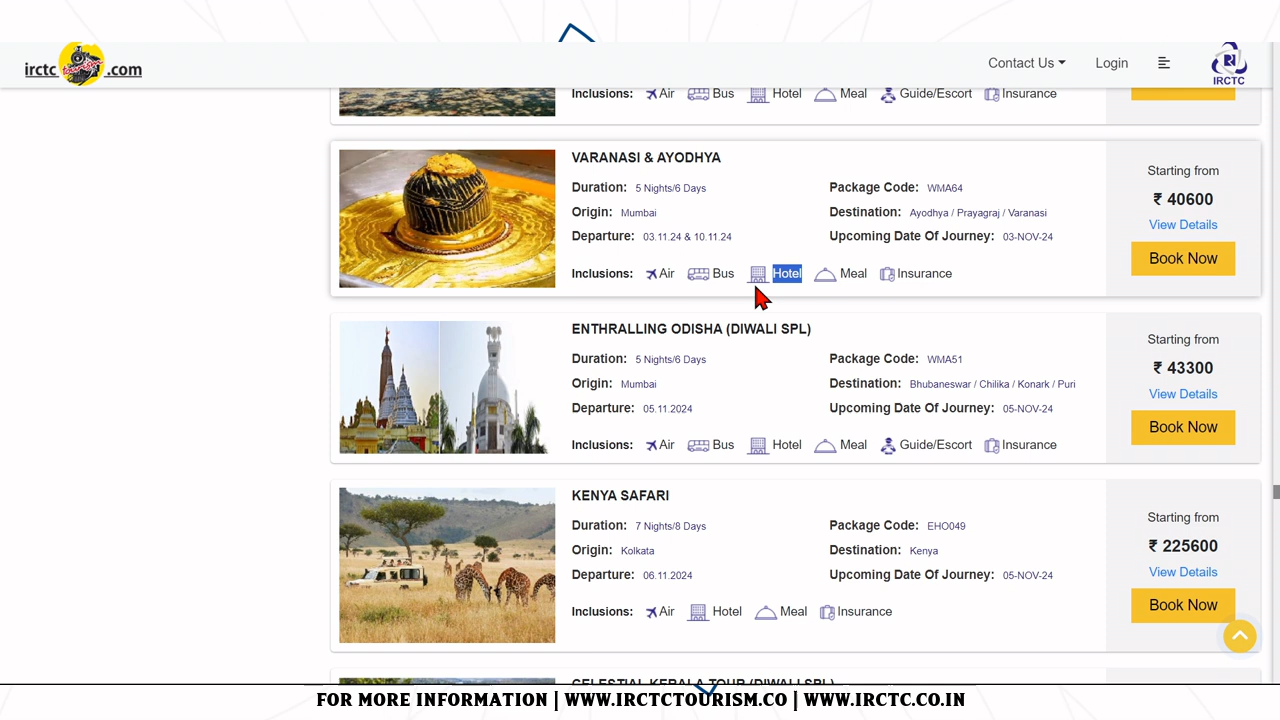 irctc tourism .com
Contact Us
Login
IRCTC
Inclusions: Air Bus Hotel Meal Guide/Escort Insurance
VARANASI & AYODHYA
Duration: 5 Nights/6 Days
Package Code: WMA64
Origin: Mumbai
Destination: Ayodhya / Prayagraj / Varanasi
Departure: 03.11.24 & 10.11.24
Upcoming Date Of Journey: 03-NOV-24
Inclusions: Air Bus Hotel Meal Insurance
Starting from
₹ 40600
View Details
Book Now
ENTHRALLING ODISHA (DIWALI SPL)
Duration: 5 Nights/6 Days
Package Code: WMA51
Origin: Mumbai
Destination: Bhubaneswar / Chilika / Konark / Puri
Departure: 05.11.2024
Upcoming Date Of Journey: 05-NOV-24
Inclusions: Air Bus Hotel Meal Guide/Escort Insurance
Starting from
₹ 43300
View Details
Book Now
KENYA SAFARI
Duration: 7 Nights/8 Days
Package Code: EHO049
Origin: Kolkata
Destination: Kenya
Departure: 06.11.2024
Upcoming Date Of Journey: 05-NOV-24
Inclusions: Air Hotel Meal Insurance
Starting from
₹ 225600
View Details
Book Now
CELESTIAL KERALA TOUR (DIWALI SPL)
FOR MORE INFORMATION | WWW.IRCTCTOURISM.CO | WWW.IRCTC.CO.IN